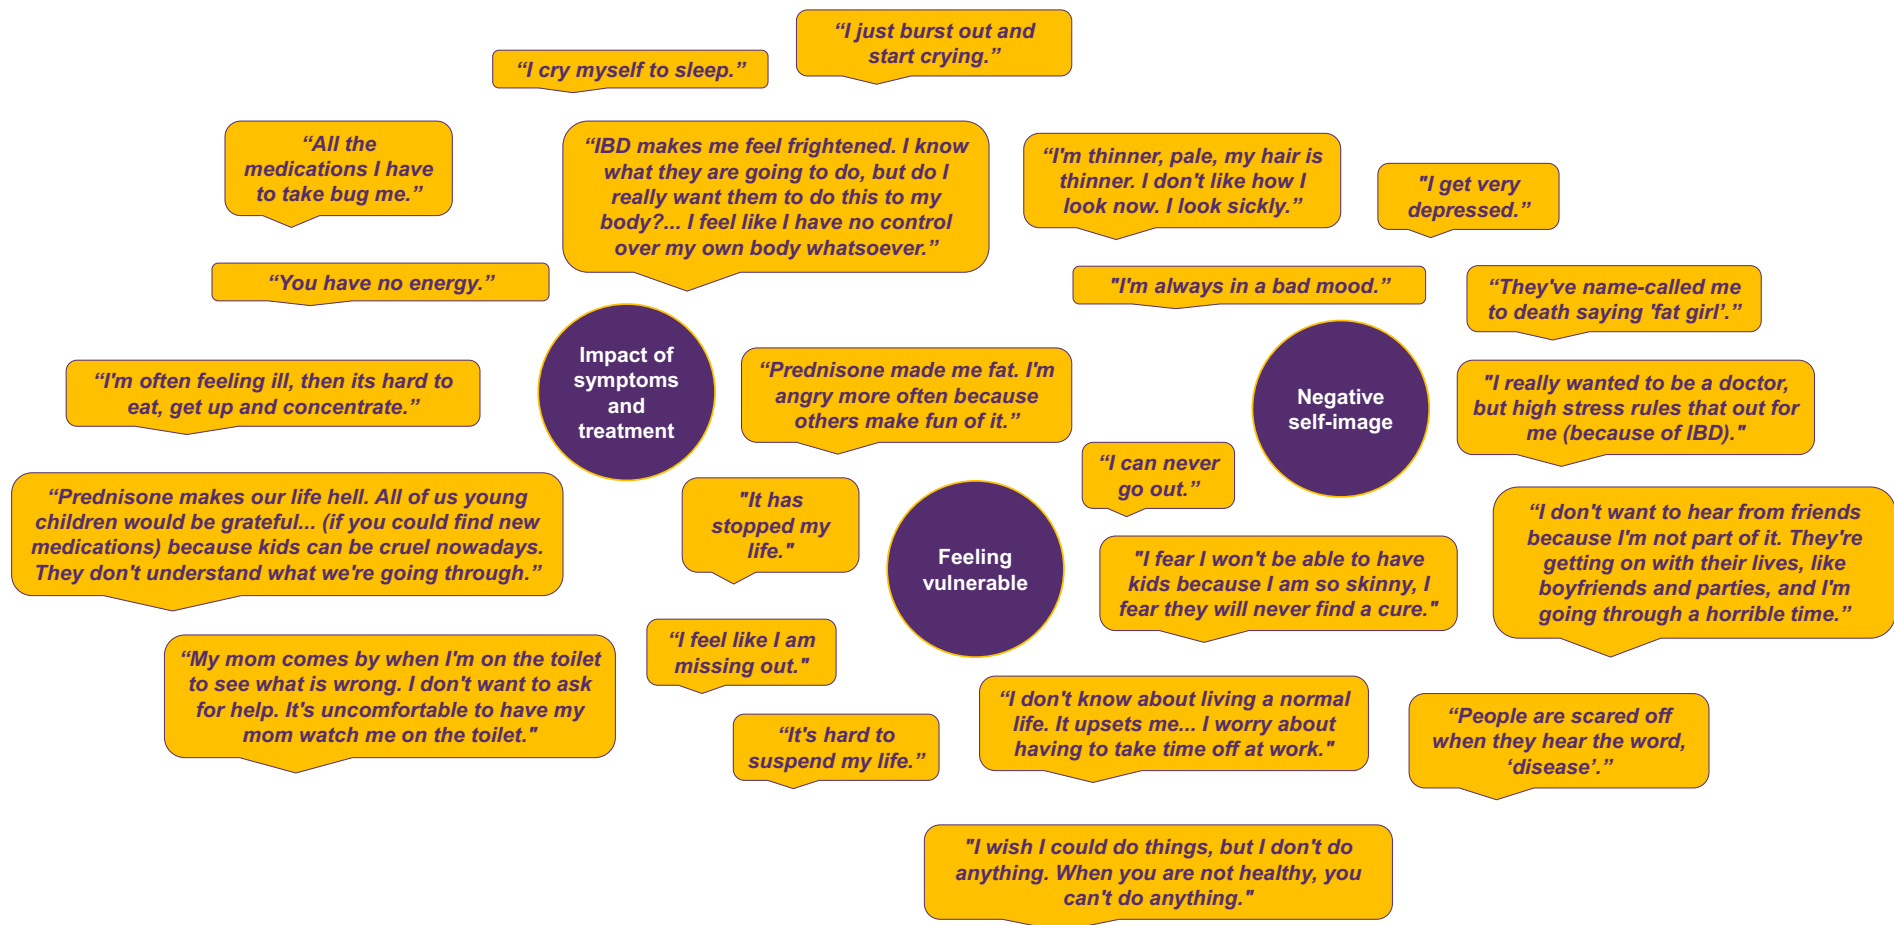 “I just burst out and
start crying.”
“I cry myself to sleep.”
“All the
medications I have
to take bug me.”
“IBD makes me feel frightened. I know
what they are going to do, but do I
really want them to do this to my
body?... I feel like I have no control
over my own body whatsoever.”
“I'm thinner, pale, my hair is
thinner. I don't like how I
look now. I look sickly.”
"I get very
depressed.”
“You have no energy.”
"I'm always in a bad mood.”
“They've name-called me
to death saying 'fat girl’.”
Impact of
symptoms
and
treatment
“Prednisone made me fat. I'm
angry more often because
others make fun of it.”
Negative
self-image
“I'm often feeling ill, then its hard to
eat, get up and concentrate.”
"I really wanted to be a doctor,
but high stress rules that out for
me (because of IBD)."
“I can never
go out.”
“Prednisone makes our life hell. All of us young
children would be grateful... (if you could find new
medications) because kids can be cruel nowadays.
They don't understand what we're going through.”
"It has
stopped my
life."
Feeling
vulnerable
"I fear I won't be able to have
kids because I am so skinny, I
fear they will never find a cure."
“I don't want to hear from friends
because I'm not part of it. They're
getting on with their lives, like
boyfriends and parties, and I'm
going through a horrible time.”
“My mom comes by when I'm on the toilet
to see what is wrong. I don't want to ask
for help. It's uncomfortable to have my
mom watch me on the toilet."
“I feel like I am
missing out."
“It's hard to
suspend my life.”
“I don't know about living a normal
life. It upsets me... I worry about
having to take time off at work."
“People are scared off
when they hear the word,
‘disease’.”
"I wish I could do things, but I don't do
anything. When you are not healthy, you
can't do anything."